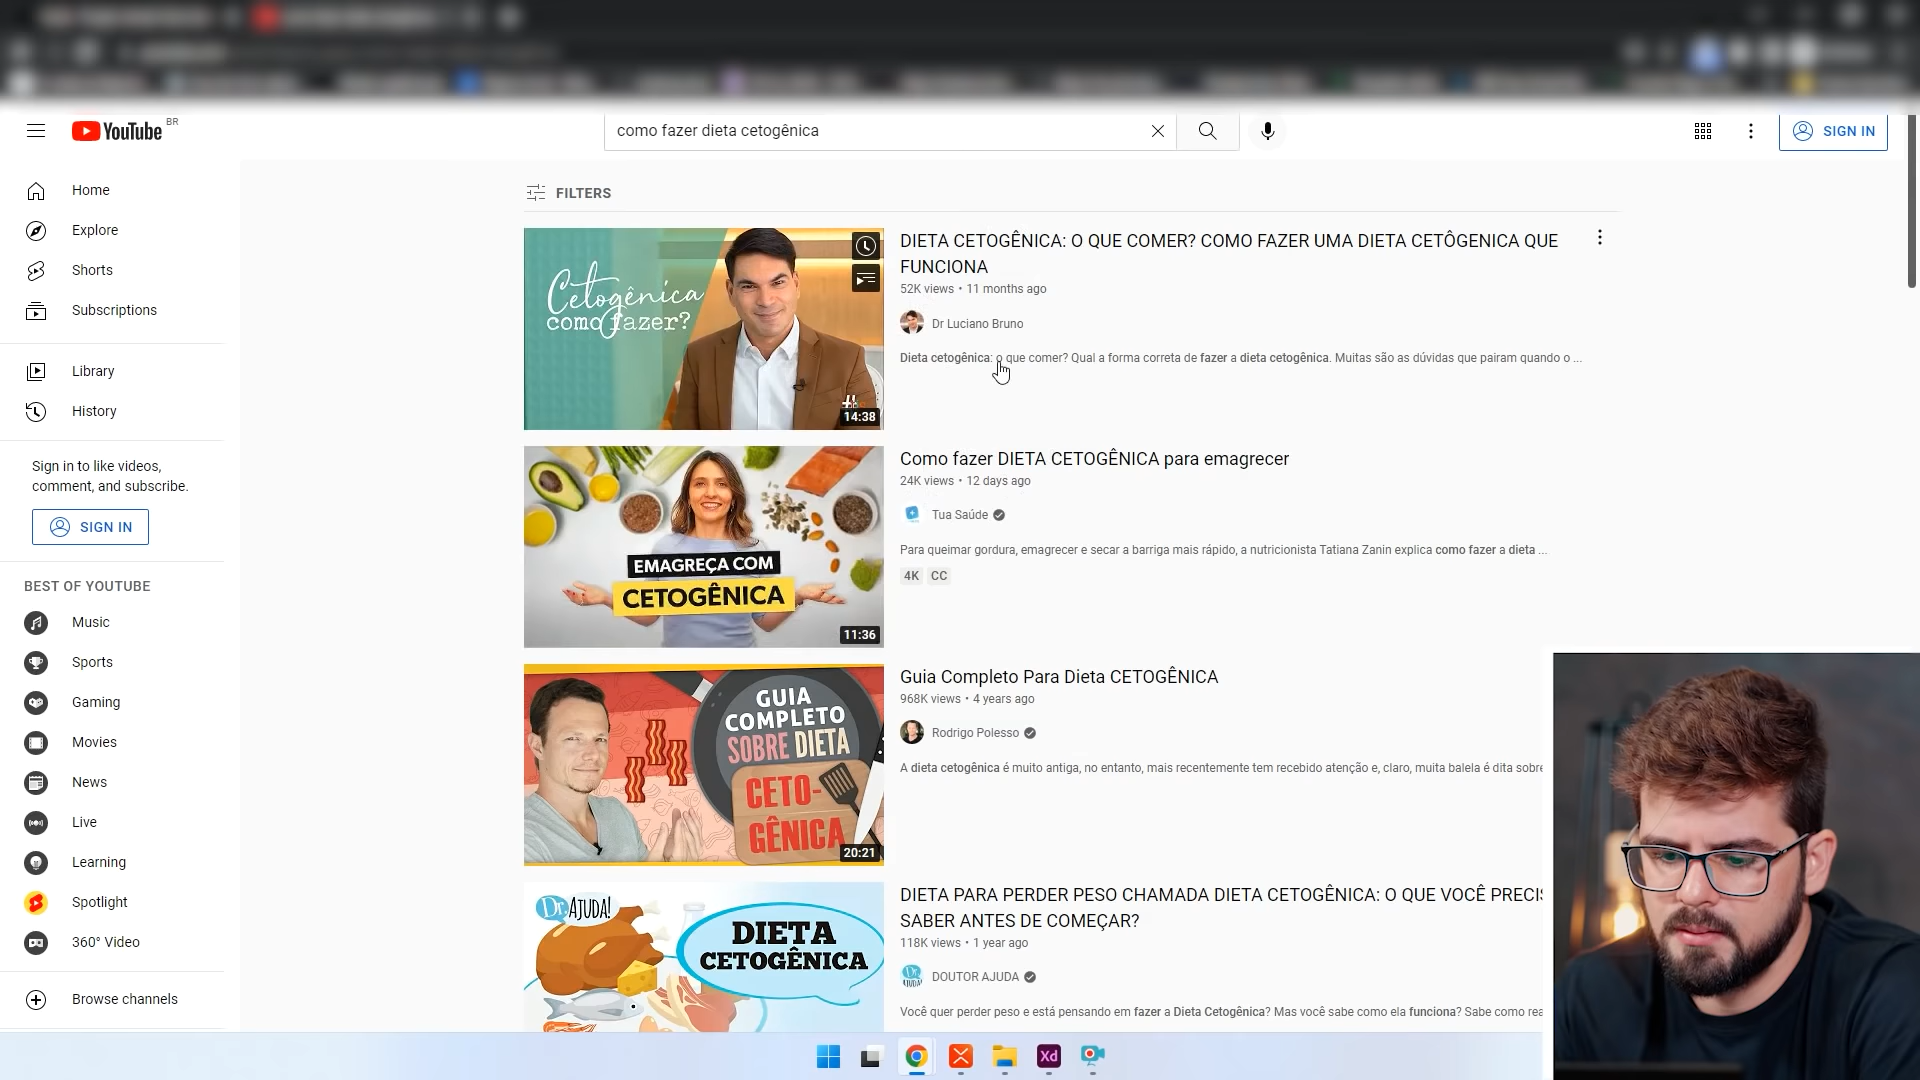 YouTube BR
como fazer dieta cetogênica
SIGN IN
Home
Explore
Shorts
Subscriptions
Library
History
Sign in to like videos,
comment, and subscribe.
SIGN IN
BEST OF YOUTUBE
Music
Sports
Gaming
Movies
News
Live
Learning
Spotlight
360° Video
Browse channels
FILTERS
Cetogênica
como fazer?
14:38
DIETA CETOGÊNICA: O QUE COMER? COMO FAZER UMA DIETA CETÔGENICA QUE
FUNCIONA
52K views • 11 months ago
Dr Luciano Bruno
Dieta cetogênica: o que comer? Qual a forma correta de fazer a dieta cetogênica. Muitas são as dúvidas que pairam quando o ...
EMAGREÇA COM
CETOGÊNICA
11:36
Como fazer DIETA CETOGÊNICA para emagrecer
24K views • 12 days ago
Tua Saúde
Para queimar gordura, emagrecer e secar a barriga mais rápido, a nutricionista Tatiana Zanin explica como fazer a dieta ...
4K CC
GUIA
COMPLETO
SOBRE DIETA
CETO-
GÊNICA
20:21
Guia Completo Para Dieta CETOGÊNICA
968K views • 4 years ago
Rodrigo Polesso
A dieta cetogênica é muito antiga, no entanto, mais recentemente tem recebido atenção e, claro, muita balela é dita sobre
Dr. AJUDA!
DIETA
CETOGÊNICA
DIETA PARA PERDER PESO CHAMADA DIETA CETOGÊNICA: O QUE VOCÊ PRECIS
SABER ANTES DE COMEÇAR?
118K views • 1 year ago
DOUTOR AJUDA
Você quer perder peso e está pensando em fazer a Dieta Cetogênica? Mas você sabe como ela funciona? Sabe como rea
Xd